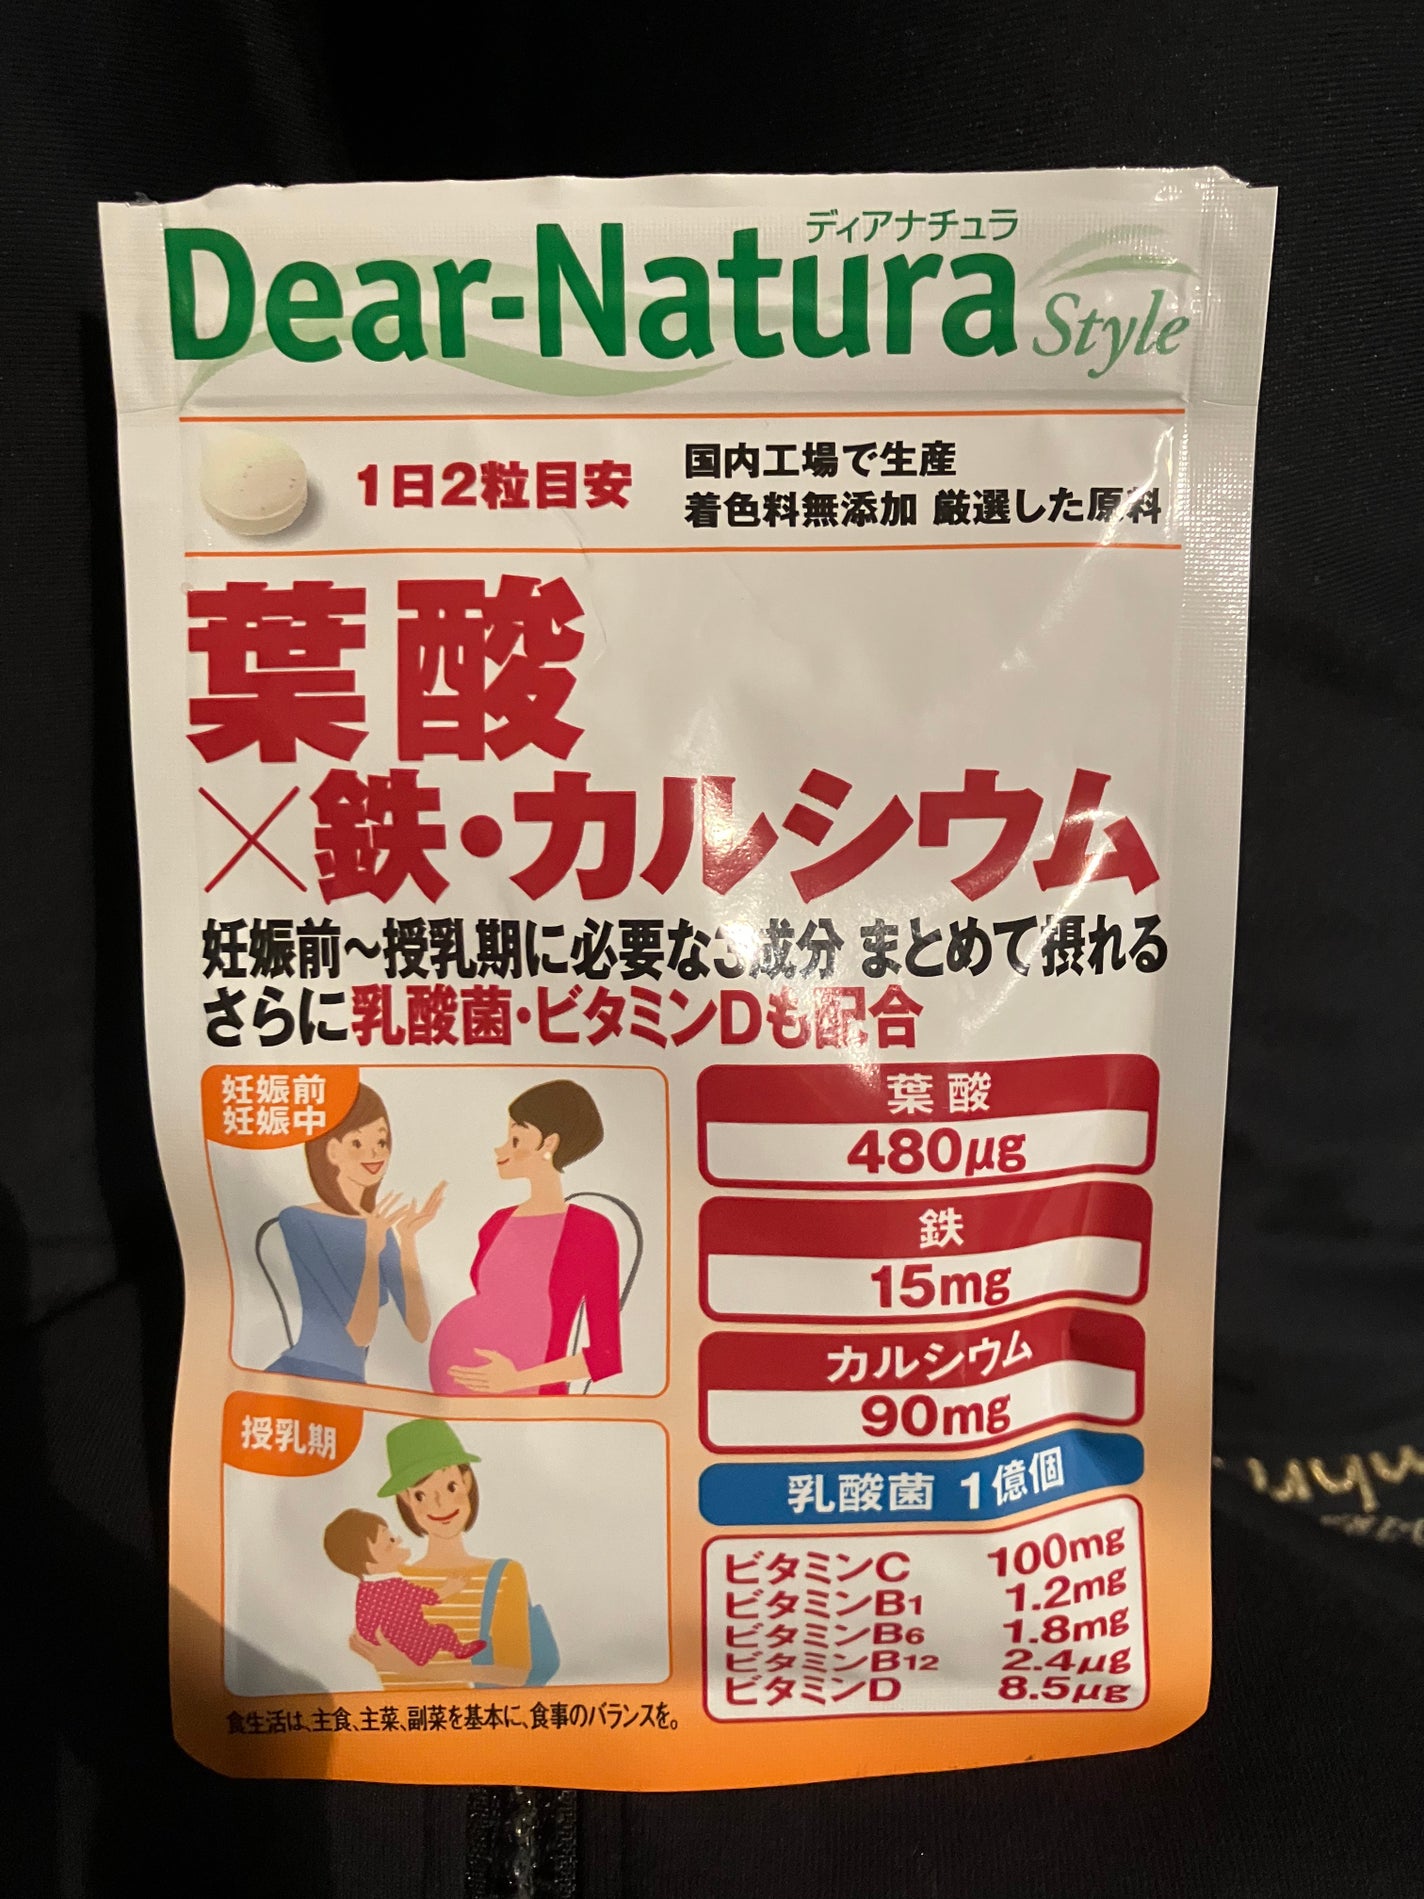 ディアナチュラ
Dear-Natura Style
1日2粒目安
国内工場で生産
着色料無添加 厳選した原料
葉酸
×鉄・カルシウム
妊娠前～授乳期に必要な3成分 まとめて摂れる
さらに乳酸菌・ビタミンDも配合
妊娠前
妊娠中
授乳期
食生活は、主食、主菜、副菜を基本に、食事のバランスを。
葉酸
480μg
鉄
15mg
カルシウム
90mg
乳酸菌 1億個
ビタミンC 100mg
ビタミンB1 1.2mg
ビタミンB6 1.8mg
ビタミンB12 2.4μg
ビタミンD 8.5μg